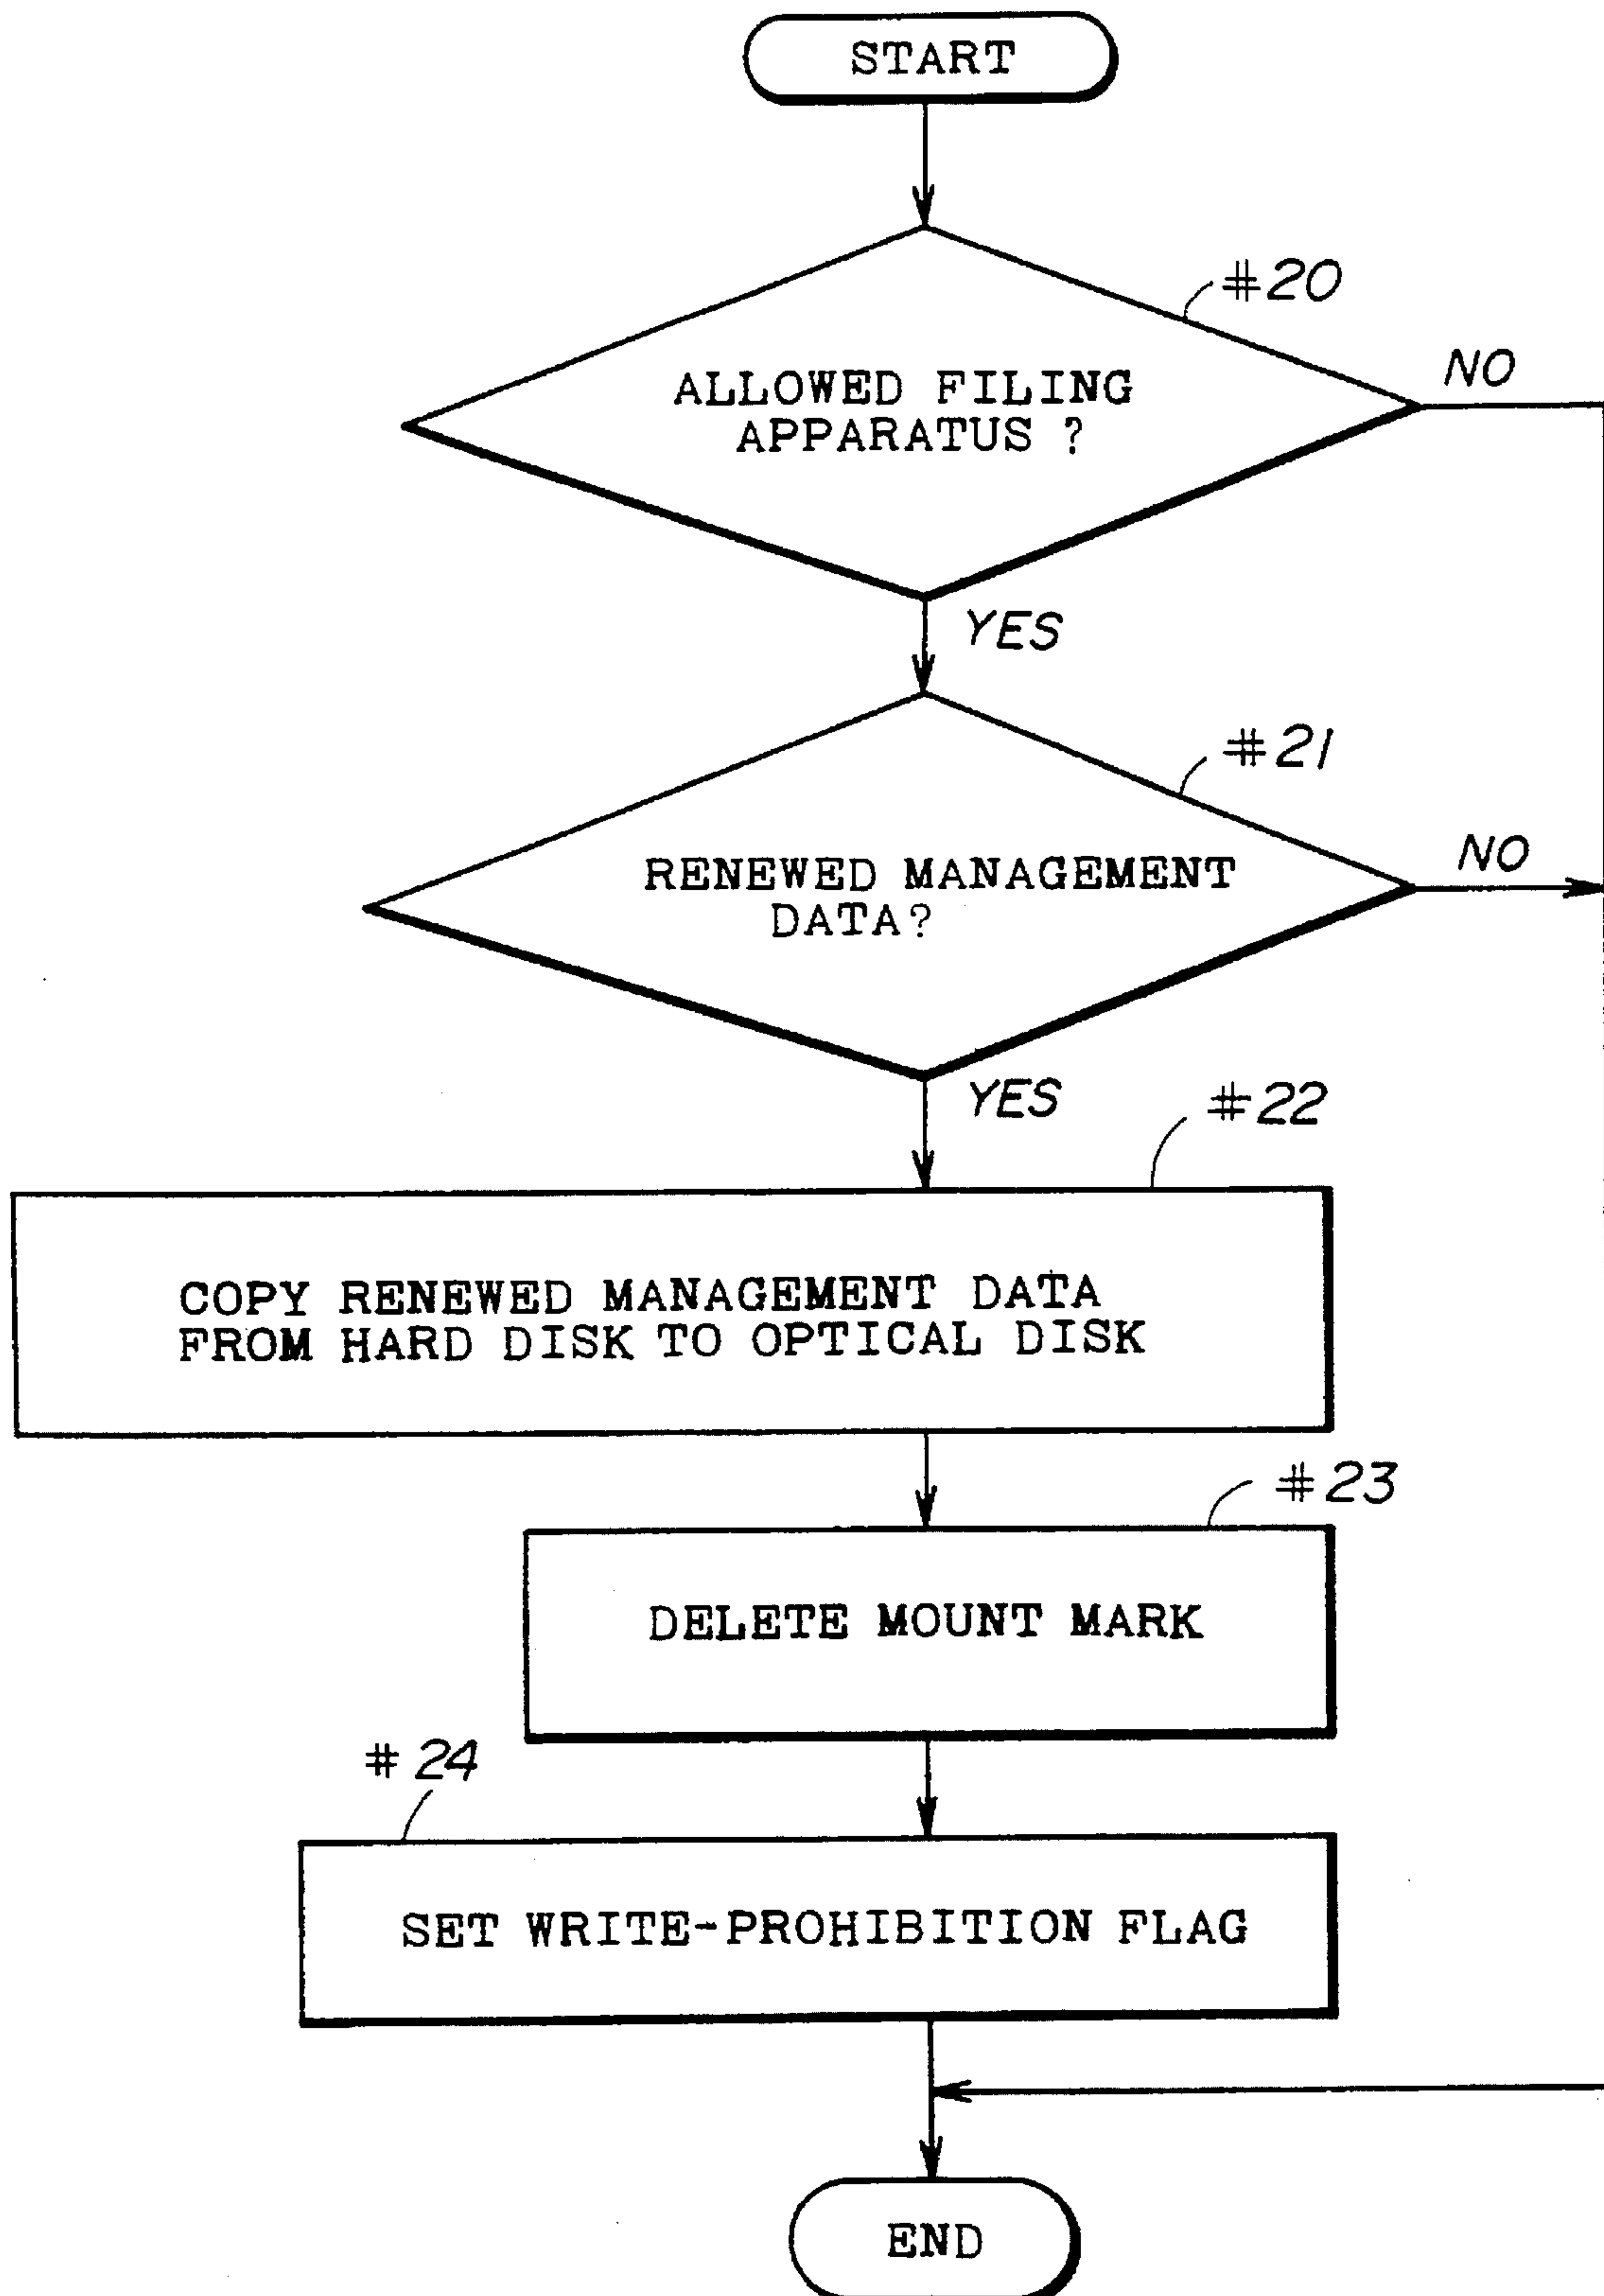 START
#20
ALLOWED FILING
APPARATUS ?
NO
YES
#21
RENEWED MANAGEMENT
DATA?
NO
YES
#22
COPY RENEWED MANAGEMENT DATA
FROM HARD DISK TO OPTICAL DISK
#23
DELETE MOUNT MARK
#24
SET WRITE-PROHIBITION FLAG
END